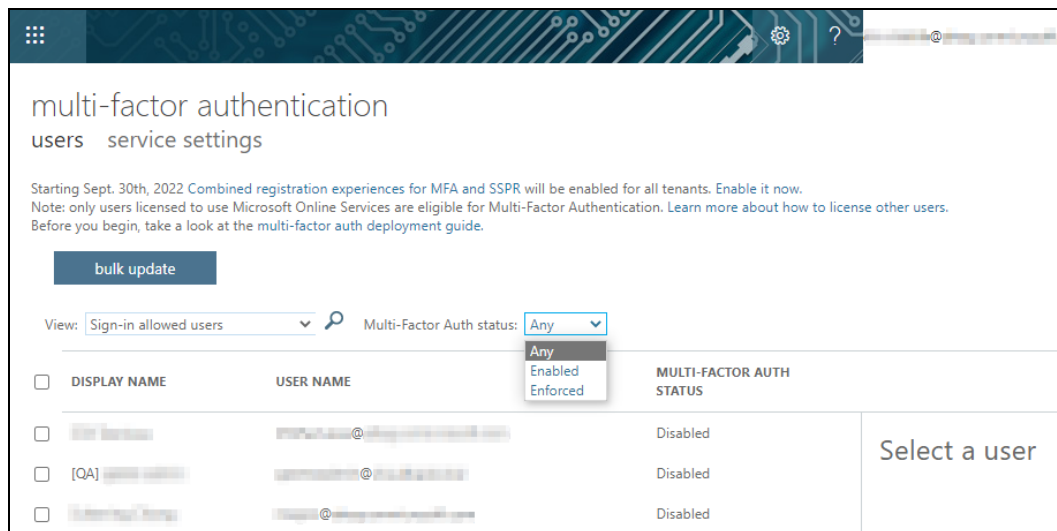 ?
@
multi-factor authentication
users service settings
Starting Sept. 30th, 2022 Combined registration experiences for MFA and SSPR will be enabled for all tenants. Enable it now.
Note: only users licensed to use Microsoft Online Services are eligible for Multi-Factor Authentication. Learn more about how to license other users.
Before you begin, take a look at the multi-factor auth deployment guide.
bulk update
View: Sign-in allowed users Multi-Factor Auth status: Any
Any
Enabled
Enforced
DISPLAY NAME USER NAME MULTI-FACTOR AUTH STATUS
@ Disabled
Select a user
[QA] @ Disabled
@ Disabled